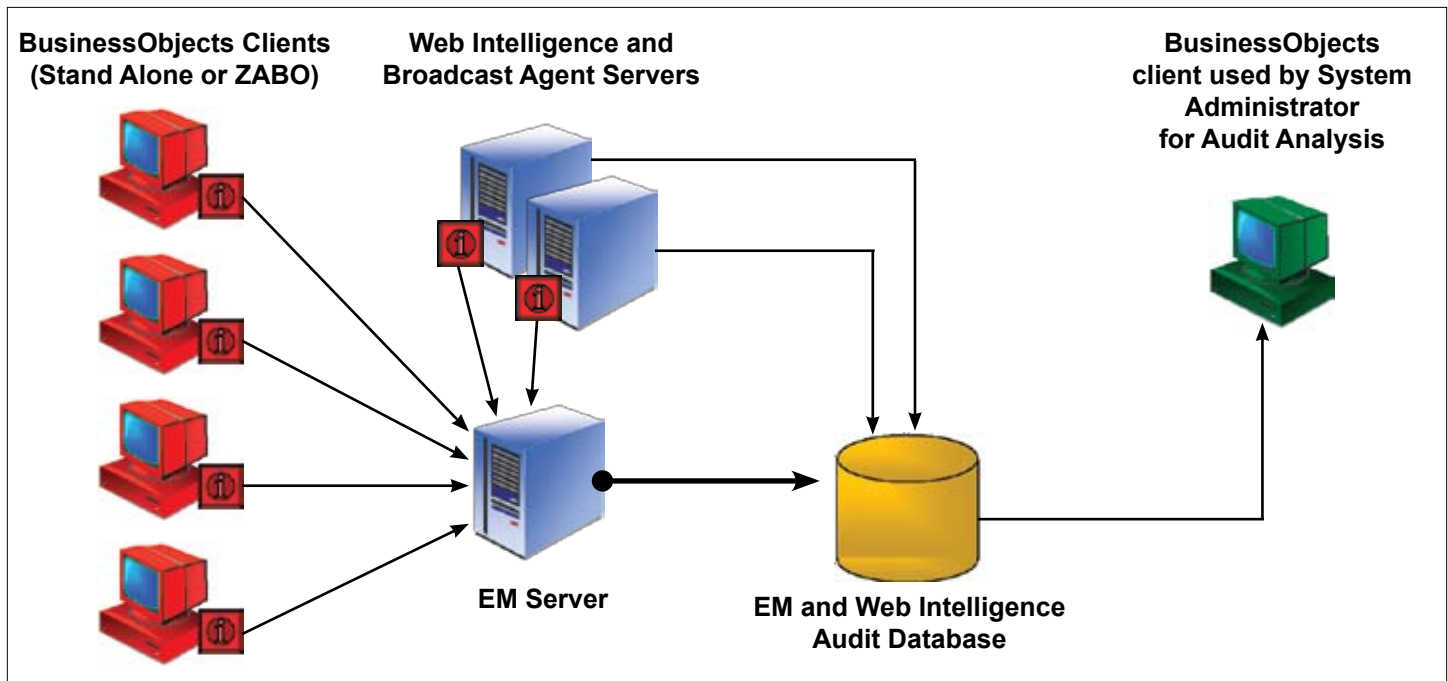 BusinessObjects Clients
(Stand Alone or ZABO)
Web Intelligence and
Broadcast Agent Servers
BusinessObjects
client used by System
Administrator
for Audit Analysis
i
i
i
i
i
i
EM Server
EM and Web Intelligence
Audit Database